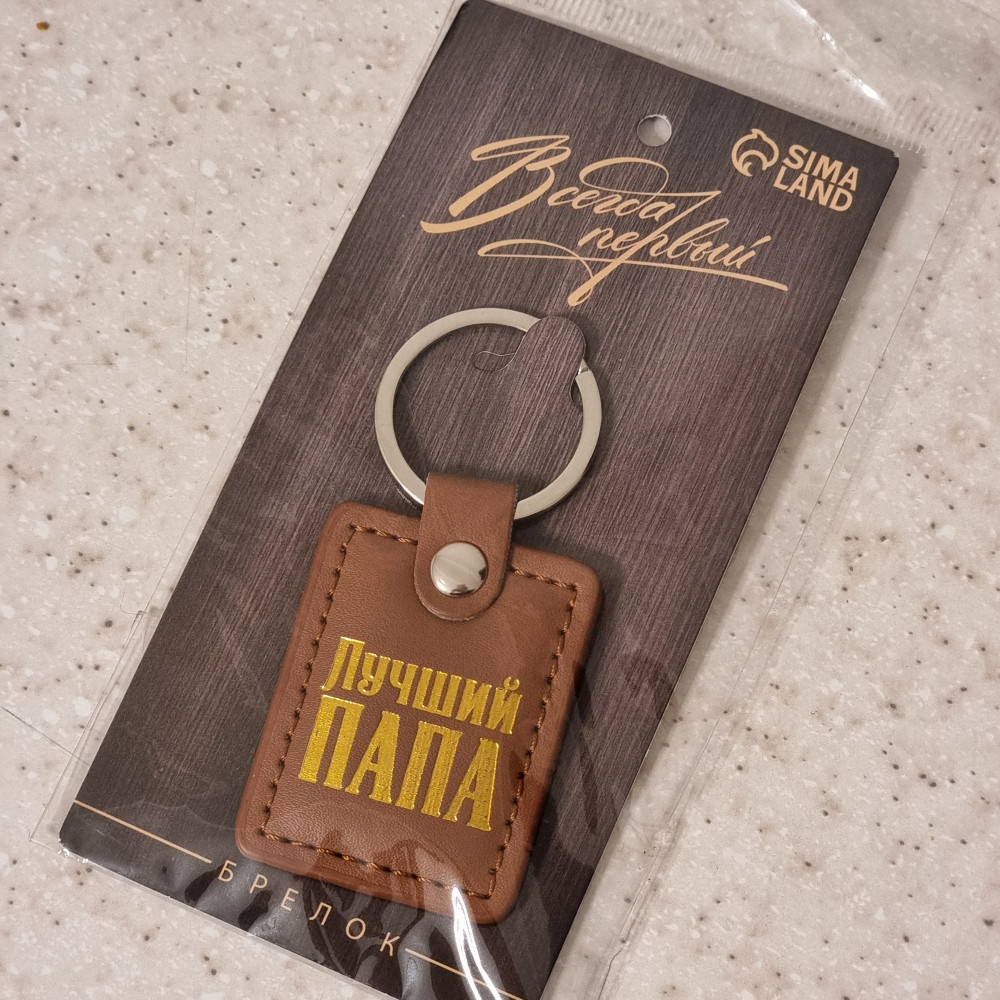 Всегда
первый
SIMA
LAND
Лучший
ПАПА
БРЕЛОК